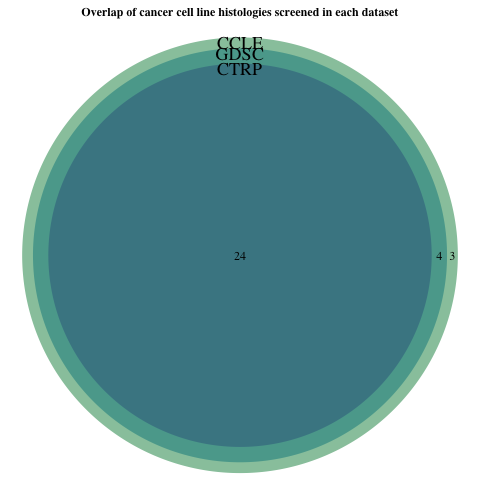 Overlap of cancer cell line histologies screened in each dataset
CCLE
GDSC
CTRP
24 4 3